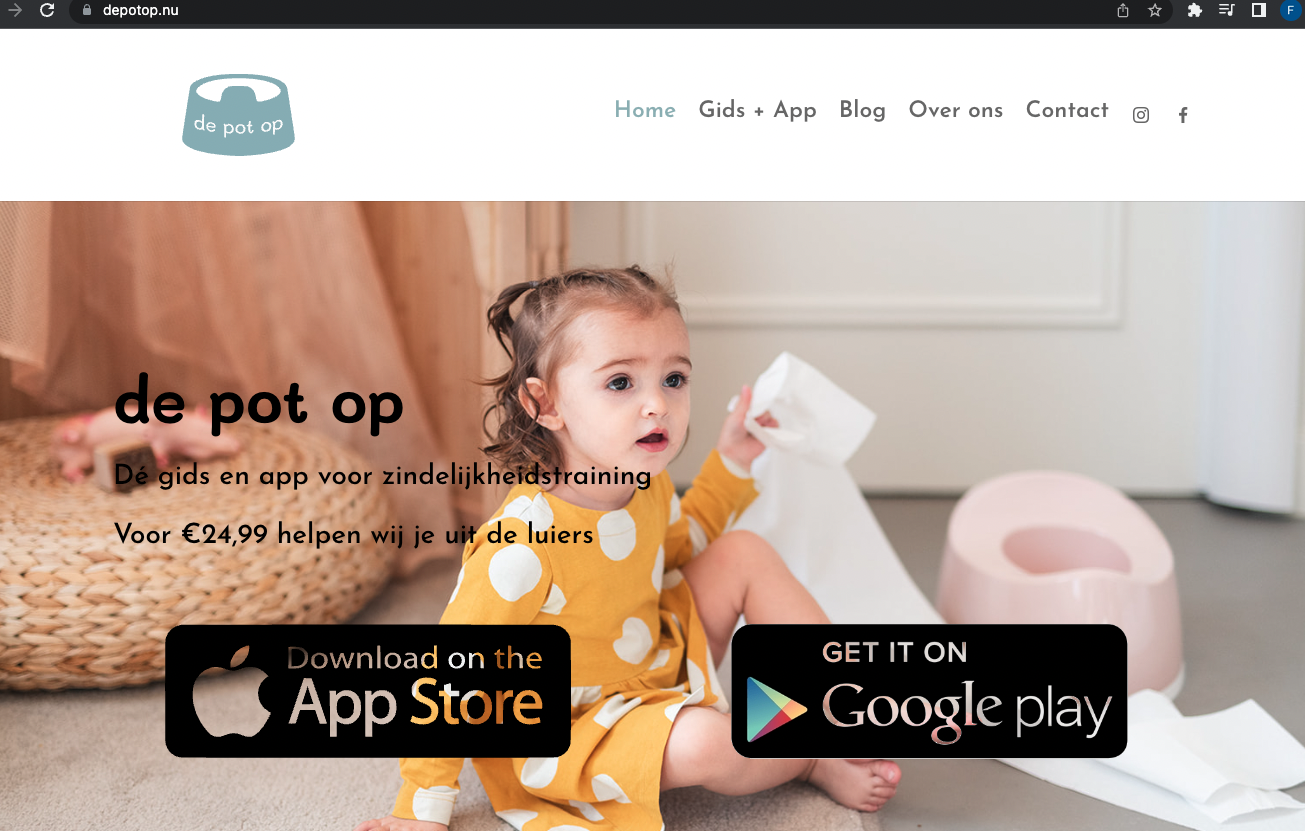 depotop.nu
F
de pot op
Home Gids + App Blog Over ons Contact
de pot op
Dé gids en app voor zindelijkheidstraining
Voor €24,99 helpen wij je uit de luiers
Download on the
App Store
GET IT ON
Google play